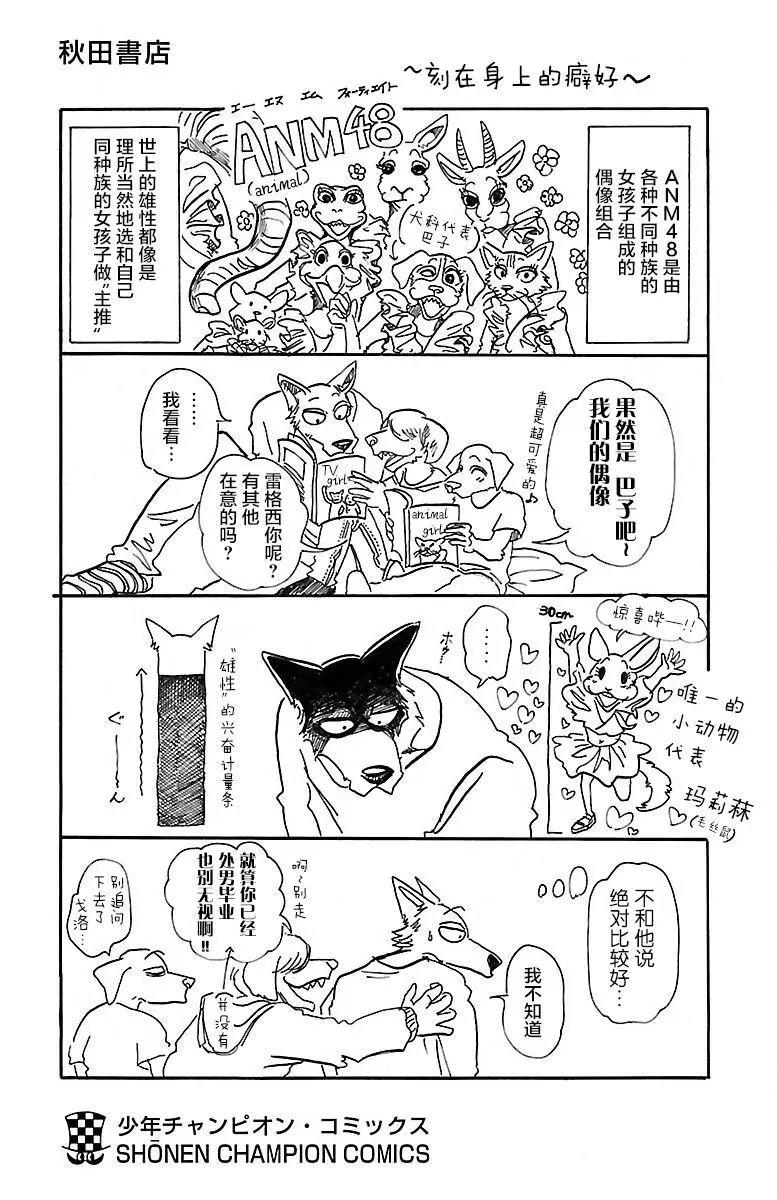 秋田書店
～刻在身上的癖好～
ANM48是由
各种不同种族的
女孩子组成的
偶像组合
エー エヌ エム フォーティエイト
ANM48
(animal)
犬科代表
巴子
世上的雄性都像是
理所当然地选和自己
同种族的女孩子做"主推"
果然是 巴子吧~
我们的偶像
真是超可爱的♪
TV
girl
animal
girl
雷格西你呢?
有其他
在意的吗?
……
我看看…
惊喜哗—!!
30cm
唯一的
小动物
代表
玛莉菻
(毛丝鼠)
……
ホゥ…
"雄性"的兴奋计量条
ぐ———ん
不和他说
绝对比较好…
我不知道
啊~别走
就算你已经
处男毕业
也别无视啊!!
并没有
别追问
下去了
戈洛…
少年チャンピオン・コミックス
SHŌNEN CHAMPION COMICS